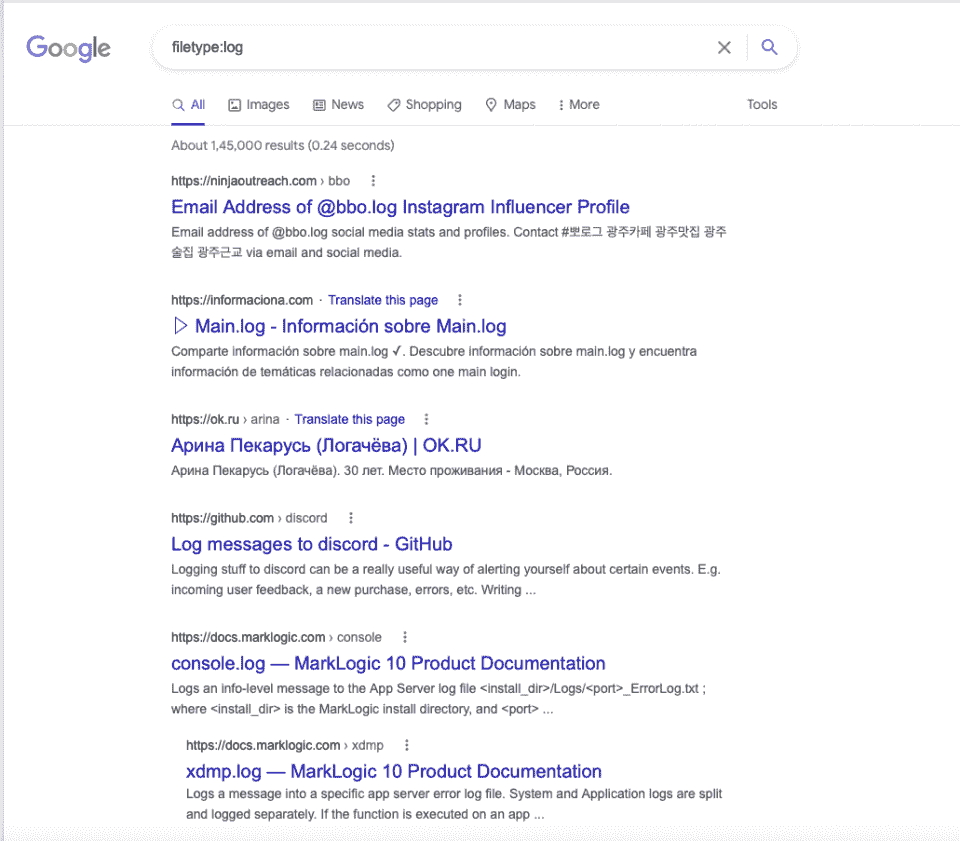 Google
filetype:log
All Images News Shopping Maps More Tools
About 1,45,000 results (0.24 seconds)
https://ninjaoutreach.com › bbo
Email Address of @bbo.log Instagram Influencer Profile
Email address of @bbo.log social media stats and profiles. Contact #뽀로그 광주카페 광주맛집 광주
술집 광주근교 via email and social media.
https://informaciona.com · Translate this page
▷ Main.log - Información sobre Main.log
Comparte información sobre main.log ✓. Descubre información sobre main.log y encuentra
información de temáticas relacionadas como one main login.
https://ok.ru › arina · Translate this page
Арина Пекарусь (Логачёва) | OK.RU
Арина Пекарусь (Логачёва). 30 лет. Место проживания - Москва, Россия.
https://github.com › discord
Log messages to discord - GitHub
Logging stuff to discord can be a really useful way of alerting yourself about certain events. E.g.
incoming user feedback, a new purchase, errors, etc. Writing ...
https://docs.marklogic.com › console
console.log — MarkLogic 10 Product Documentation
Logs an info-level message to the App Server log file <install_dir>/Logs/<port>_ErrorLog.txt ;
where <install_dir> is the MarkLogic install directory, and <port> ...
https://docs.marklogic.com › xdmp
xdmp.log — MarkLogic 10 Product Documentation
Logs a message into a specific app server error log file. System and Application logs are split
and logged separately. If the function is executed on an app ...